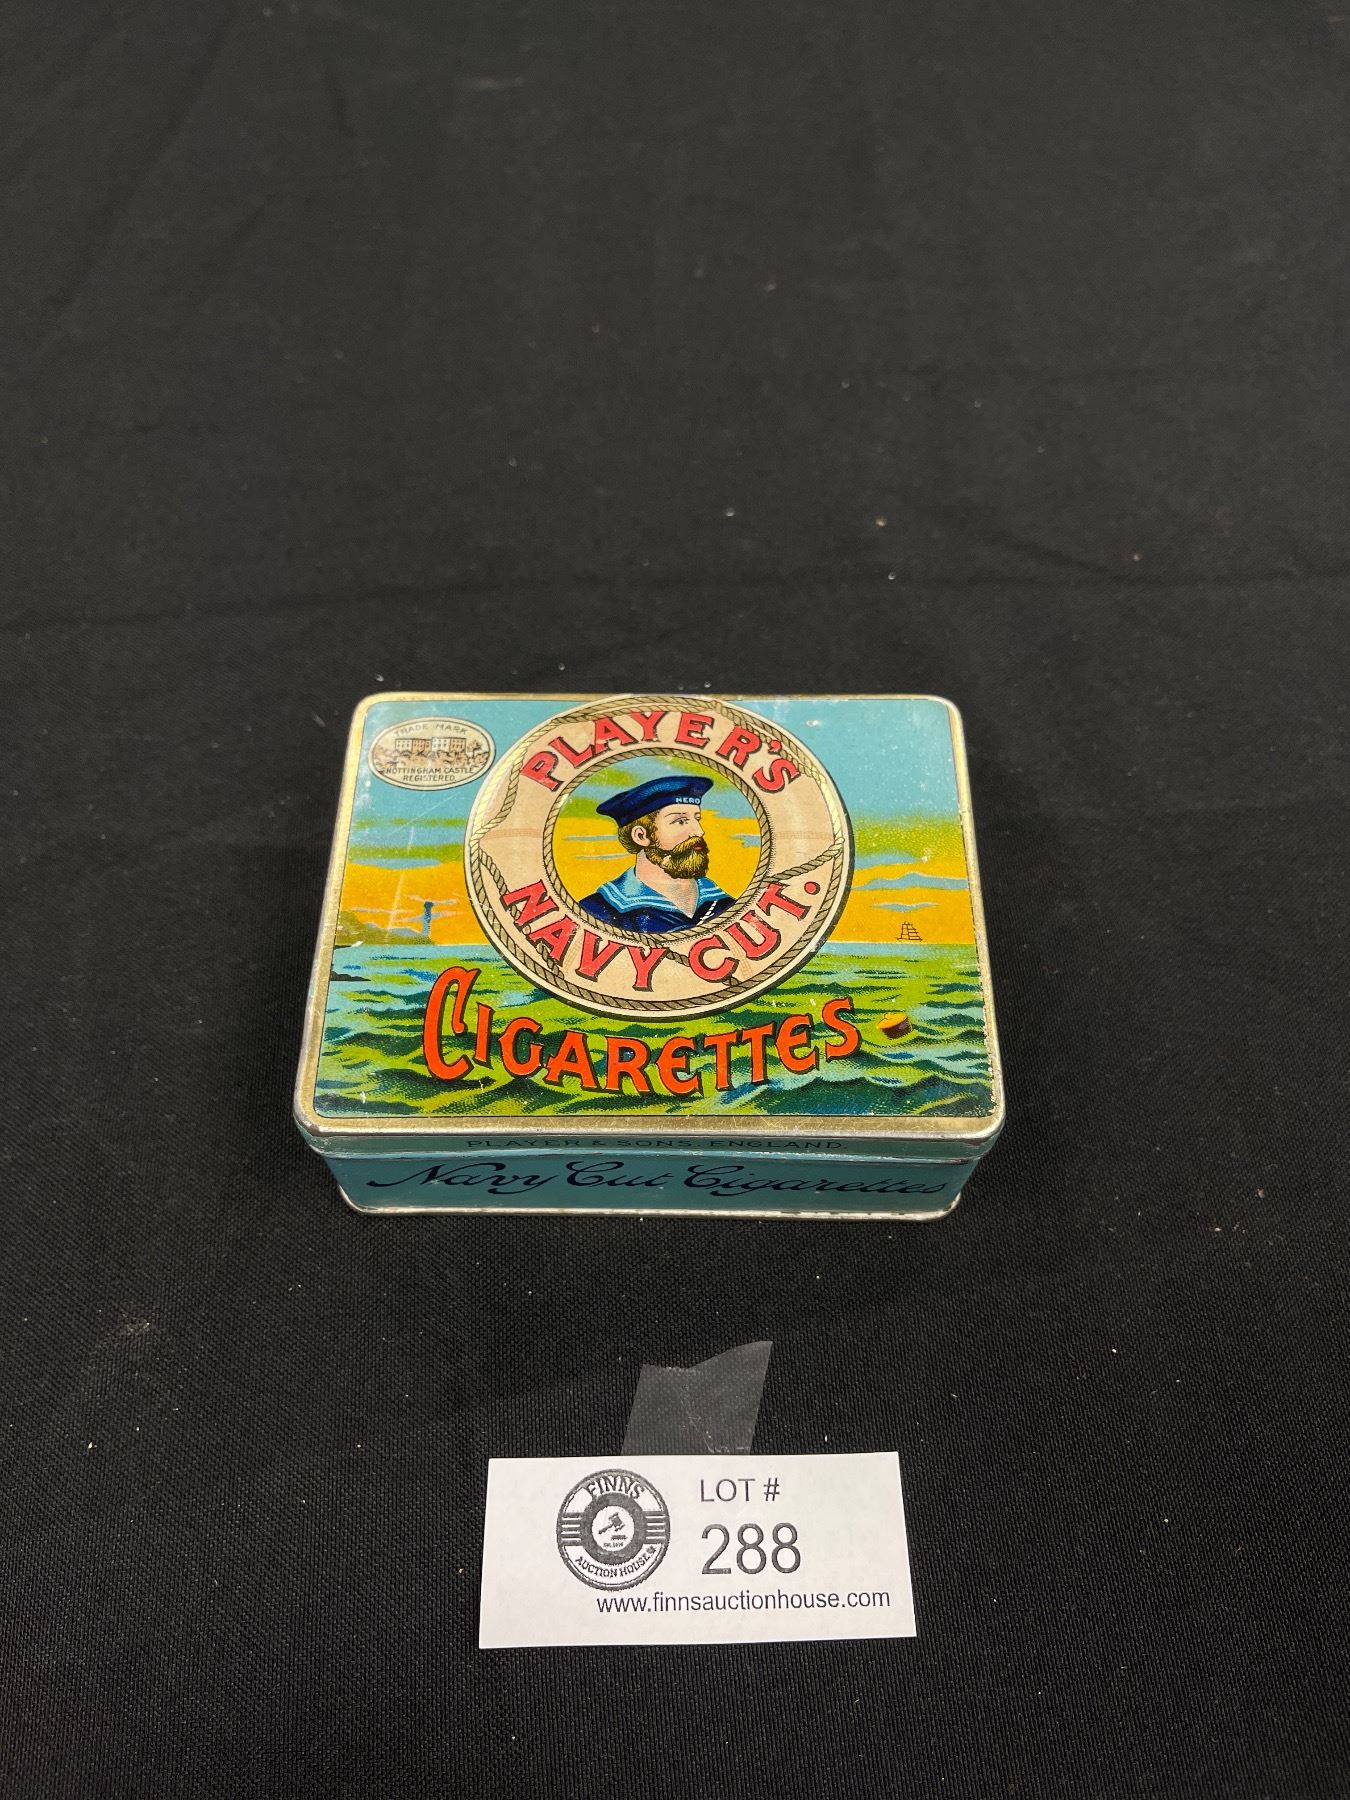 TRADE MARK
NOTTINGHAM CASTLE
REGISTERED.
PLAYER'S
HERO
NAVY CUT.
CIGARETTES
PLAYER & SONS. ENGLAND
Navy Cut Cigarettes
FINNS
AUCTION HOUSE
LOT #
288
www.finnsauctionhouse.com